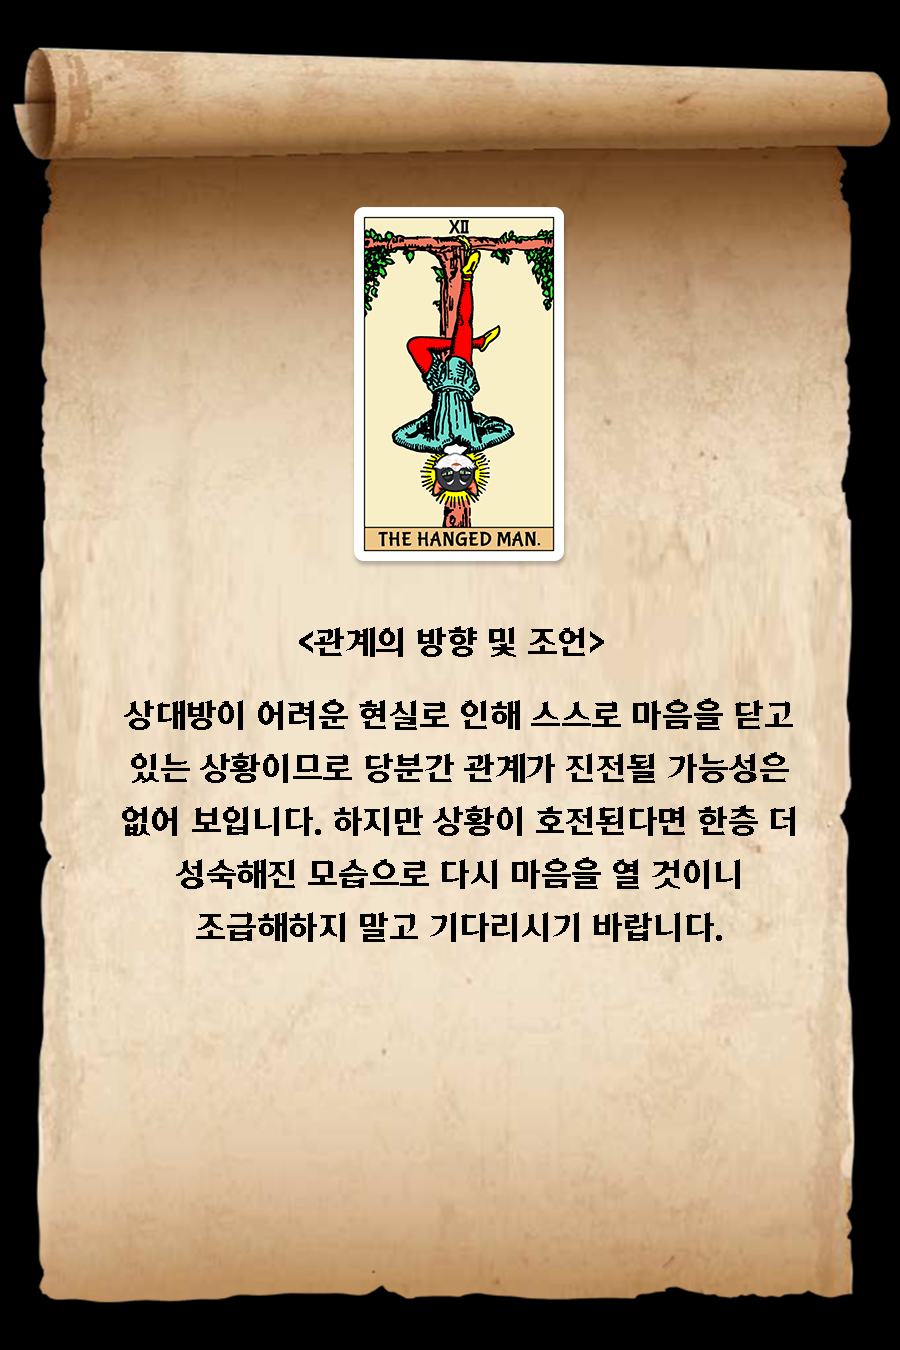 XII
THE HANGED MAN.
<관계의 방향 및 조언>
상대방이 어려운 현실로 인해 스스로 마음을 닫고
있는 상황이므로 당분간 관계가 진전될 가능성은
없어 보입니다. 하지만 상황이 호전된다면 한층 더
성숙해진 모습으로 다시 마음을 열 것이니
조급해하지 말고 기다리시기 바랍니다.